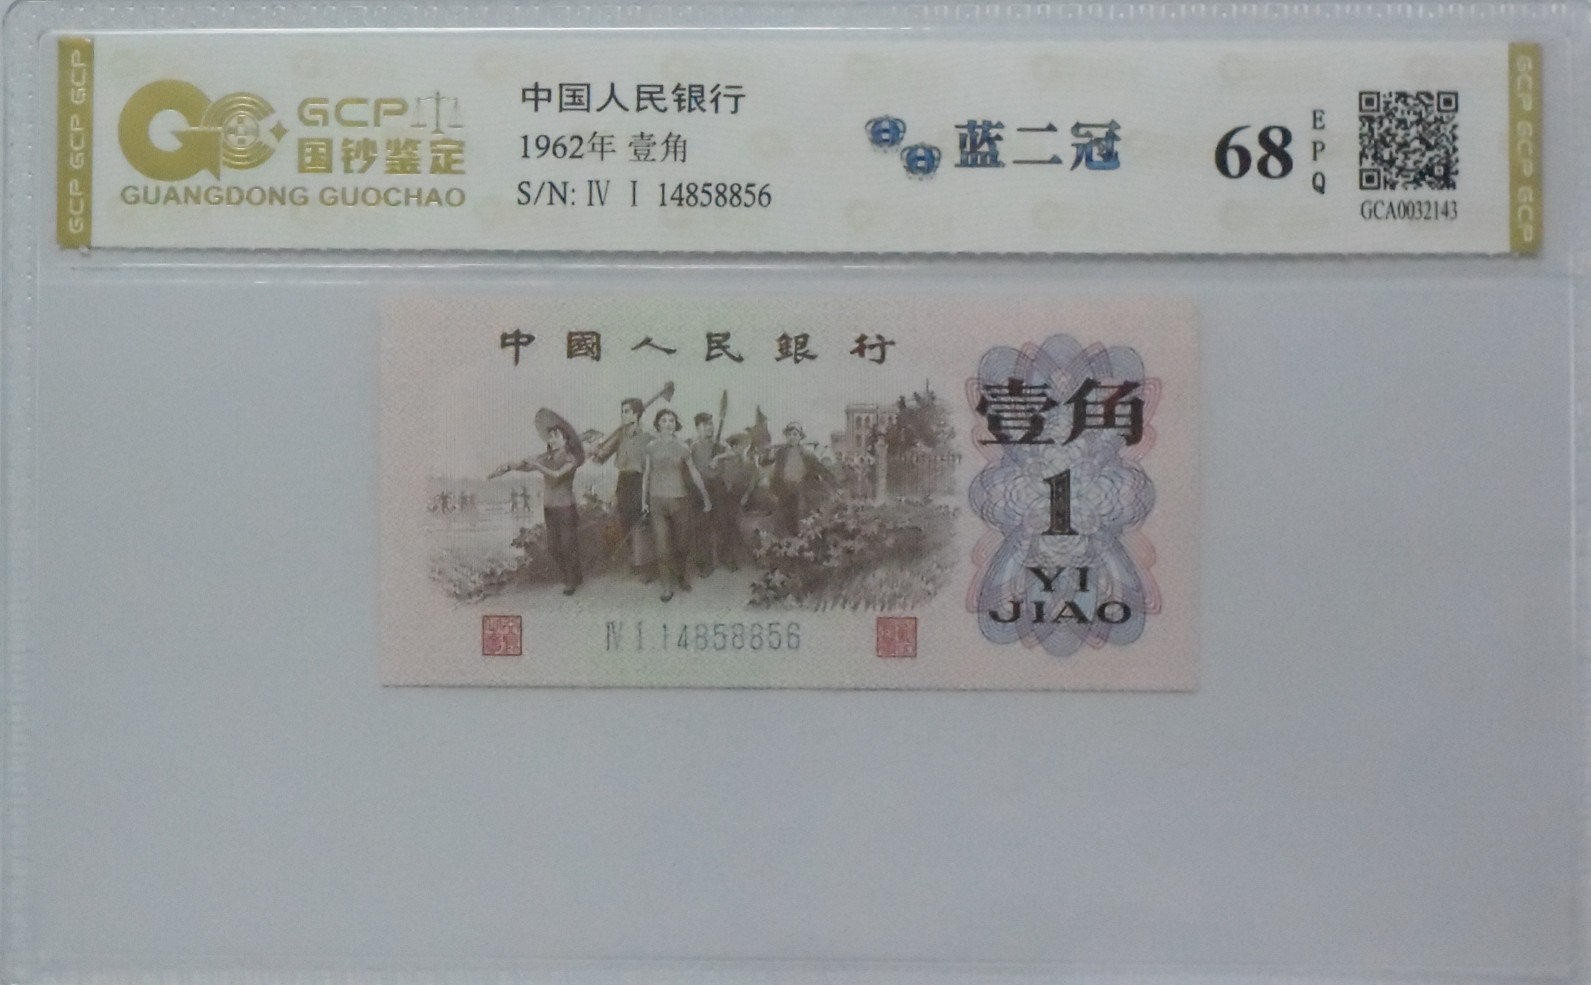 GCP GCP GCP
GCP
国钞鉴定
GUANGDONG GUOCHAO
中国人民银行
1962年 壹角
S/N: Ⅳ Ⅰ 14858856
蓝二冠
68
EPQ
GCA0032143
GCP GCP GCP
中國人民銀行
壹角
1
YI
JIAO
Ⅳ Ⅰ 14858856